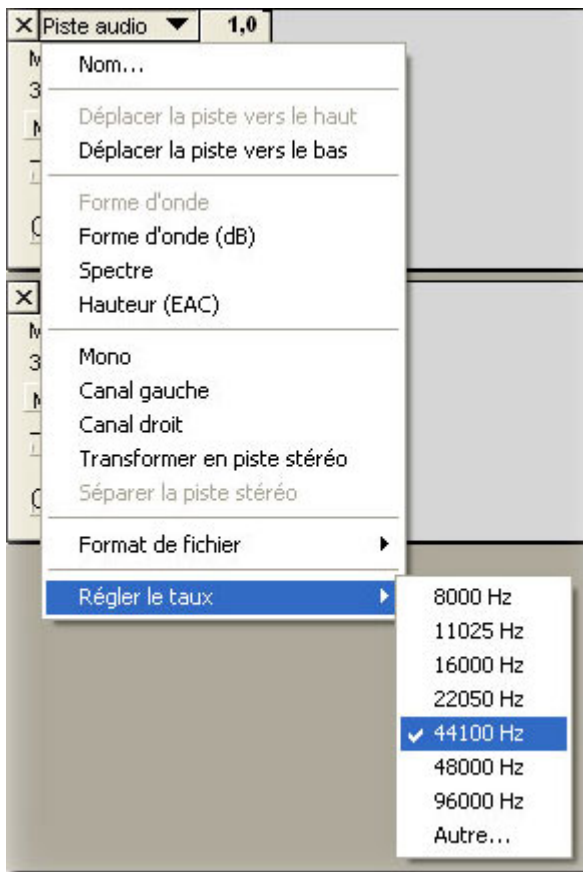 Piste audio
1,0
Nom...
Déplacer la piste vers le haut
Déplacer la piste vers le bas
Forme d'onde
Forme d'onde (dB)
Spectre
Hauteur (EAC)
Mono
Canal gauche
Canal droit
Transformer en piste stéréo
Séparer la piste stéréo
Format de fichier
Régler le taux
8000 Hz
11025 Hz
16000 Hz
22050 Hz
44100 Hz
48000 Hz
96000 Hz
Autre...